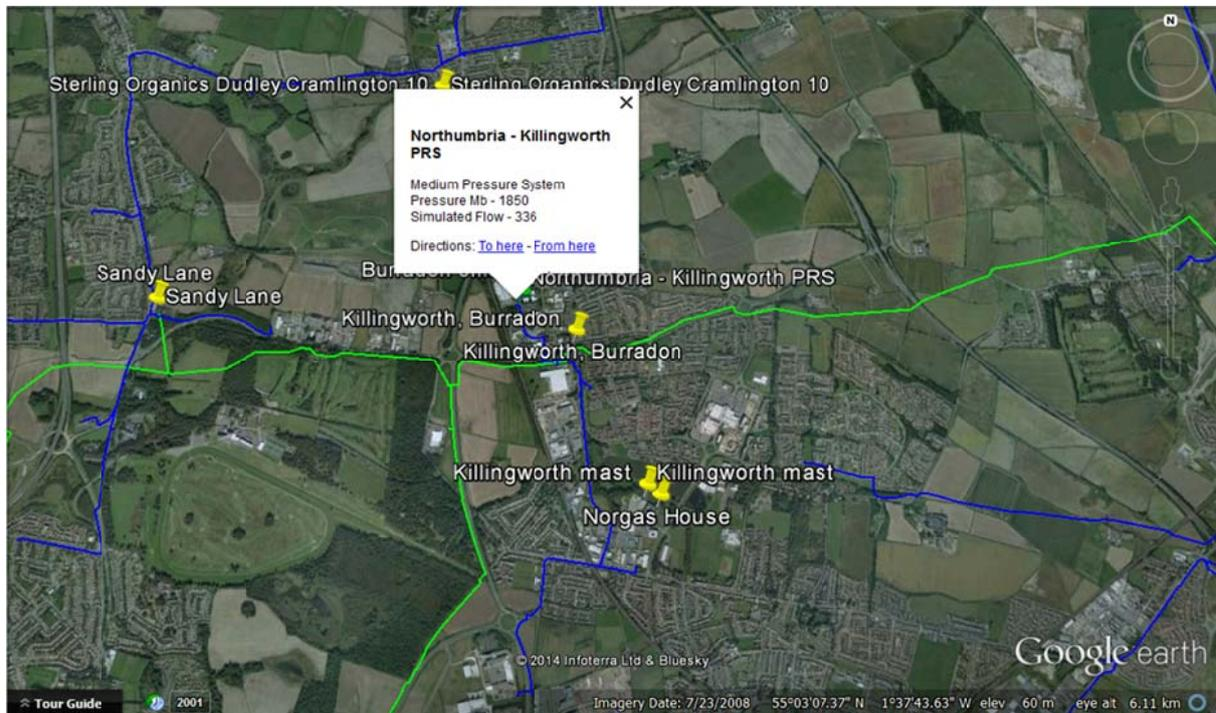 N
Sterling Organics Dudley Cramlington 10
Sterling Organics Dudley Cramlington 10
Northumbria - Killingworth
PRS
Medium Pressure System
Pressure Mb - 1850
Simulated Flow - 336
Directions: To here - From here
Sandy Lane
Sandy Lane
Burradon
Northumbria - Killingworth PRS
Killingworth, Burradon
Killingworth, Burradon
Killingworth mast
Killingworth mast
Norgas House
© 2014 Infoterra Ltd & Bluesky
Google earth
Tour Guide
2001
Imagery Date: 7/23/2008 55°03'07.37" N 1°37'43.63" W elev 60 m eye alt 6.11 km